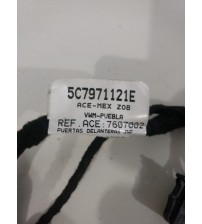 5C7971121E
ACE-MEX Z08
VWM-PUEBLA
REF.ACE:7607002
PUERTAS DELANTERAS